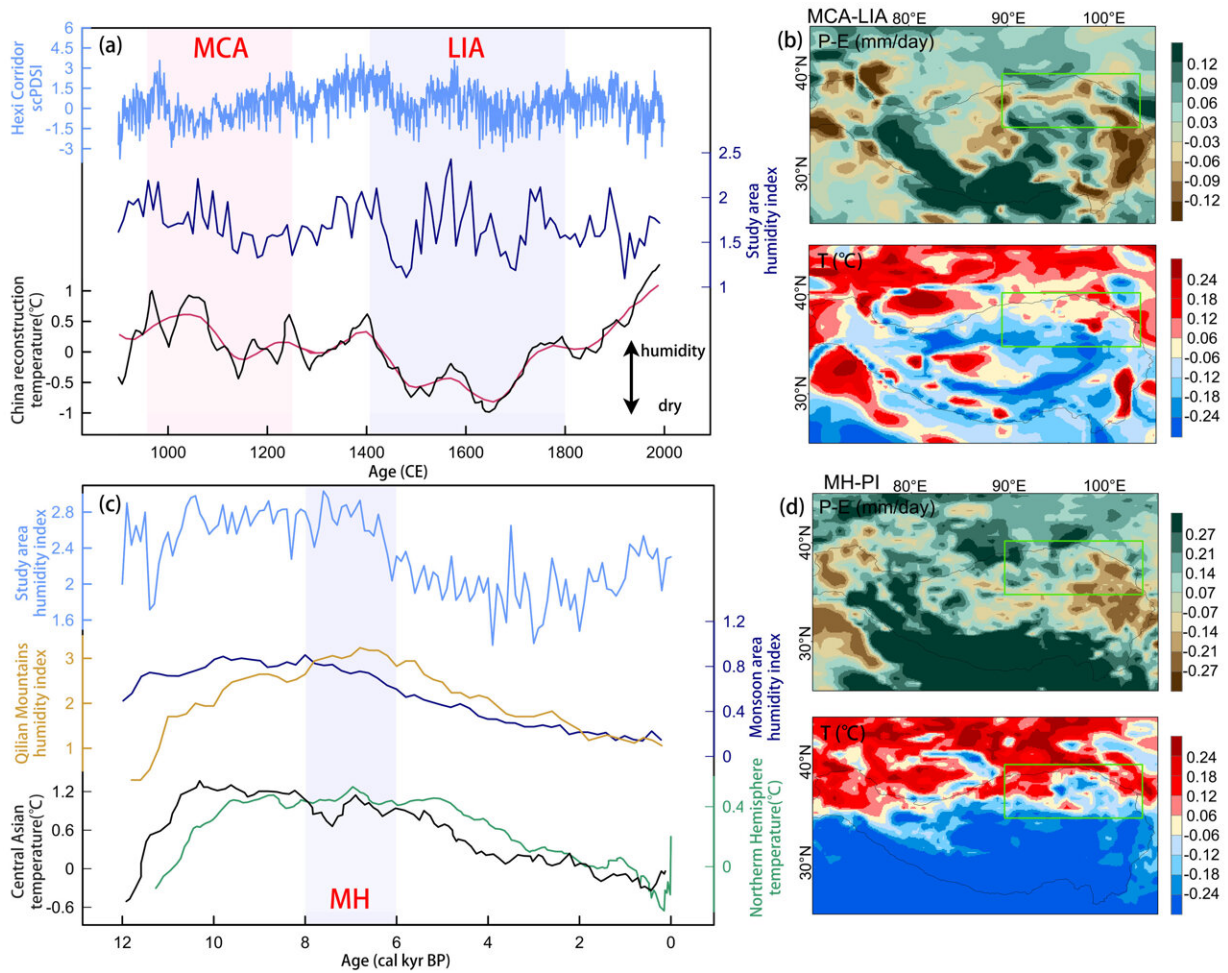 (a)
MCA
LIA
6
4.5
3
1.5
0
-1.5
-3
Hexi Corridor
scPDSI
2.5
2
1.5
1
Study area
humidity index
1
0.5
0
-0.5
-1
China reconstruction
temperature(℃)
humidity
dry
1000
1200
1400
1600
1800
2000
Age (CE)
(b)
MCA-LIA
80°E
90°E
100°E
P-E (mm/day)
40°N
30°N
0.12
0.06
0.03
-0.03
-0.06
-0.09
-0.12
T (℃)
40°N
30°N
0.24
0.18
0.12
0.06
-0.06
-0.12
-0.18
-0.24
(c)
2.8
2.4
2
1.6
Study area
humidity index
3
2
1
Qilian Mountains
humidity index
1.2
0.8
0.4
0
Monsoon area
humidity index
1.2
0.6
0
-0.6
Central Asian
temperature(℃)
0.4
0
Northerm Hemisphere
temperature(℃)
MH
12
10
8
6
4
2
0
Age (cal kyr BP)
(d)
MH-PI
80°E
90°E
100°E
P-E (mm/day)
40°N
30°N
0.27
0.21
0.14
0.07
-0.07
-0.14
-0.21
-0.27
T (℃)
40°N
30°N
0.24
0.18
0.12
0.06
-0.06
-0.12
-0.18
-0.24